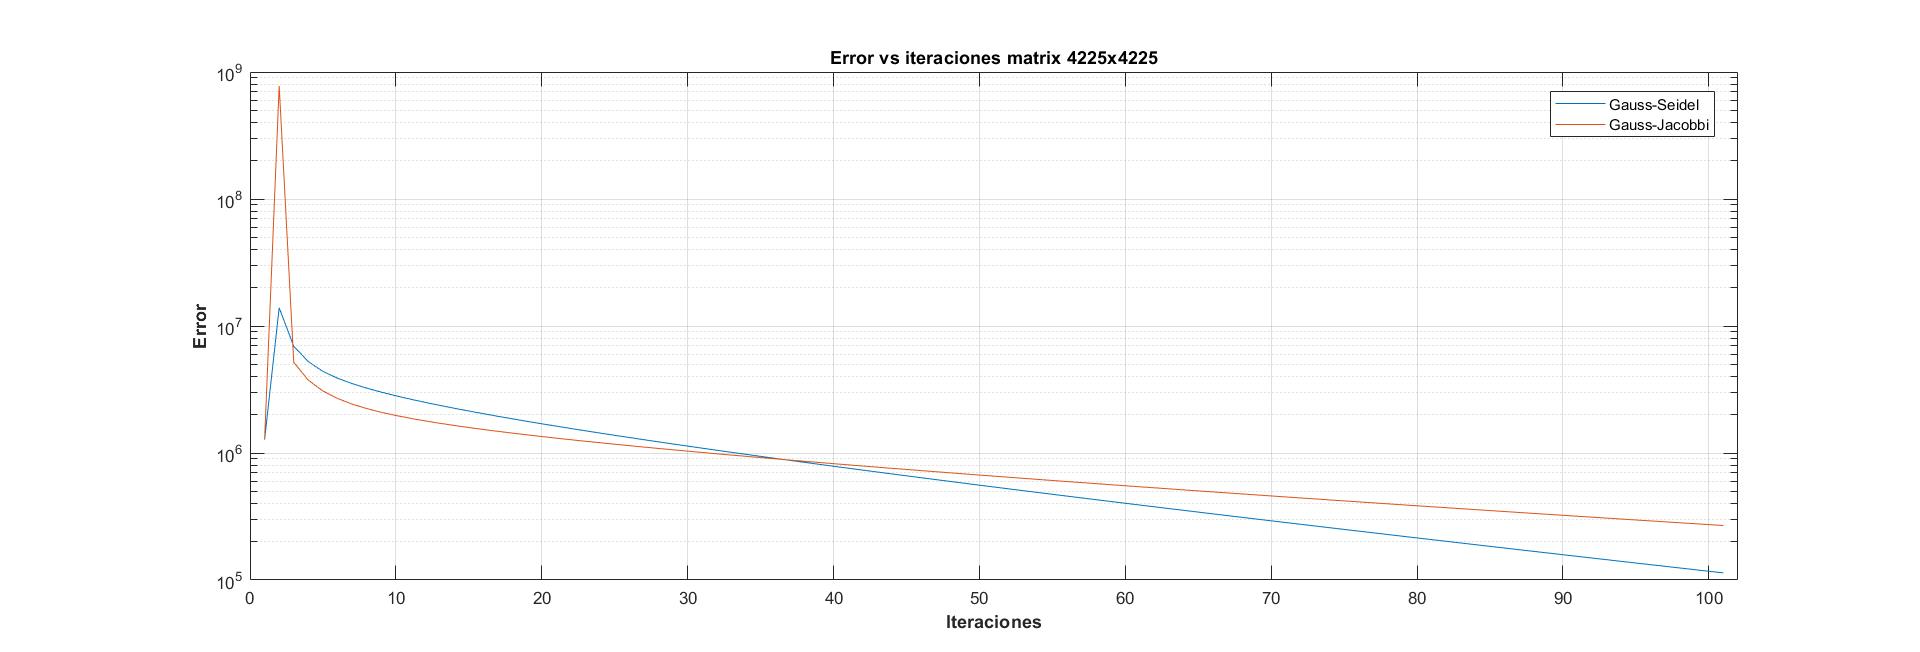 Error vs iteraciones matrix 4225x4225
Gauss-Seidel
Gauss-Jacobbi
Error
10^9
10^8
10^7
10^6
10^5
0 10 20 30 40 50 60 70 80 90 100
Iteraciones